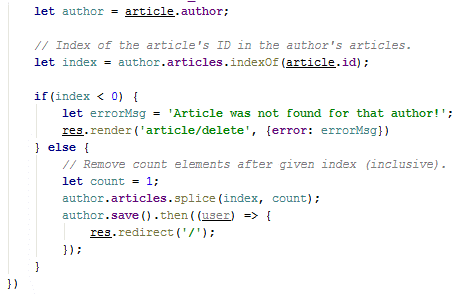 let author = article.author;
// Index of the article's ID in the author's articles.
let index = author.articles.indexOf(article.id);
if(index < 0) {
let errorMsg = 'Article was not found for that author!';
res.render('article/delete', {error: errorMsg})
} else {
// Remove count elements after given index (inclusive).
let count = 1;
author.articles.splice(index, count);
author.save().then((user) => {
res.redirect('/');
});
}
})